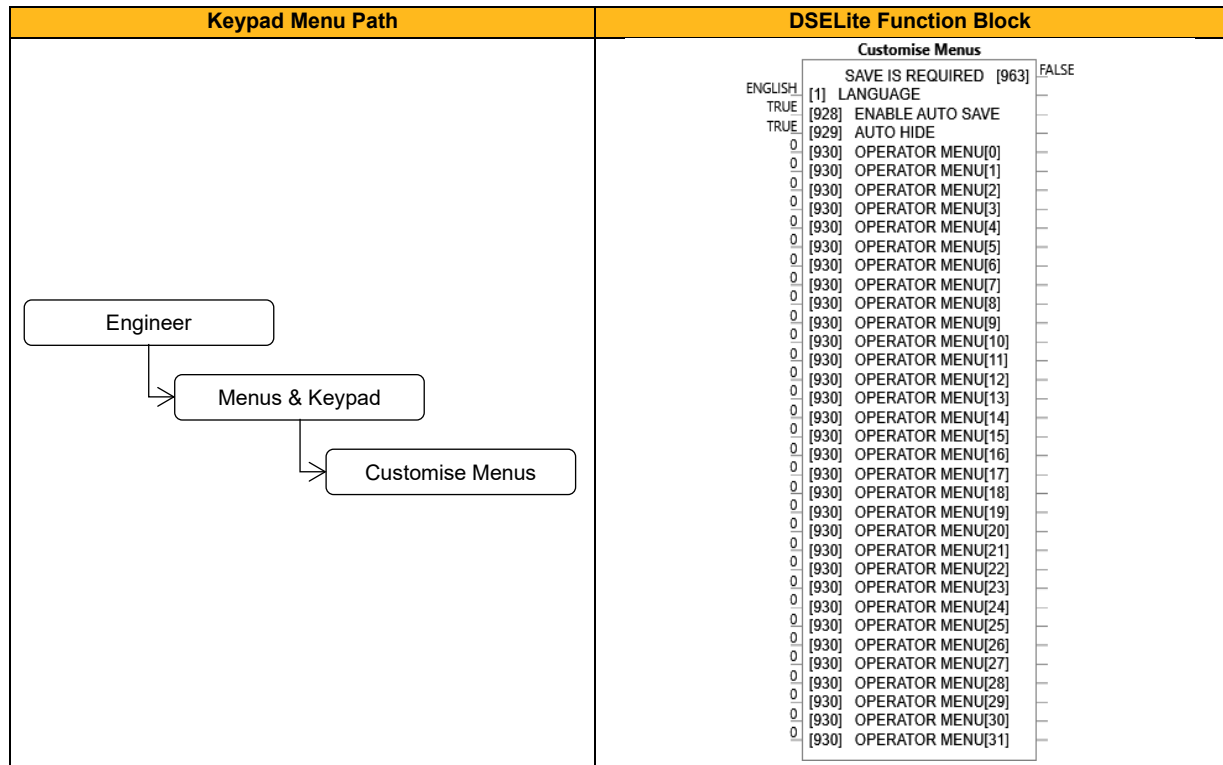 Keypad Menu Path
DSELite Function Block
Engineer
Menus & Keypad
Customise Menus
Customise Menus
SAVE IS REQUIRED [963] FALSE
ENGLISH [1] LANGUAGE
TRUE [928] ENABLE AUTO SAVE
TRUE [929] AUTO HIDE
0 [930] OPERATOR MENU[0]
0 [930] OPERATOR MENU[1]
0 [930] OPERATOR MENU[2]
0 [930] OPERATOR MENU[3]
0 [930] OPERATOR MENU[4]
0 [930] OPERATOR MENU[5]
0 [930] OPERATOR MENU[6]
0 [930] OPERATOR MENU[7]
0 [930] OPERATOR MENU[8]
0 [930] OPERATOR MENU[9]
0 [930] OPERATOR MENU[10]
0 [930] OPERATOR MENU[11]
0 [930] OPERATOR MENU[12]
0 [930] OPERATOR MENU[13]
0 [930] OPERATOR MENU[14]
0 [930] OPERATOR MENU[15]
0 [930] OPERATOR MENU[16]
0 [930] OPERATOR MENU[17]
0 [930] OPERATOR MENU[18]
0 [930] OPERATOR MENU[19]
0 [930] OPERATOR MENU[20]
0 [930] OPERATOR MENU[21]
0 [930] OPERATOR MENU[22]
0 [930] OPERATOR MENU[23]
0 [930] OPERATOR MENU[24]
0 [930] OPERATOR MENU[25]
0 [930] OPERATOR MENU[26]
0 [930] OPERATOR MENU[27]
0 [930] OPERATOR MENU[28]
0 [930] OPERATOR MENU[29]
0 [930] OPERATOR MENU[30]
0 [930] OPERATOR MENU[31]